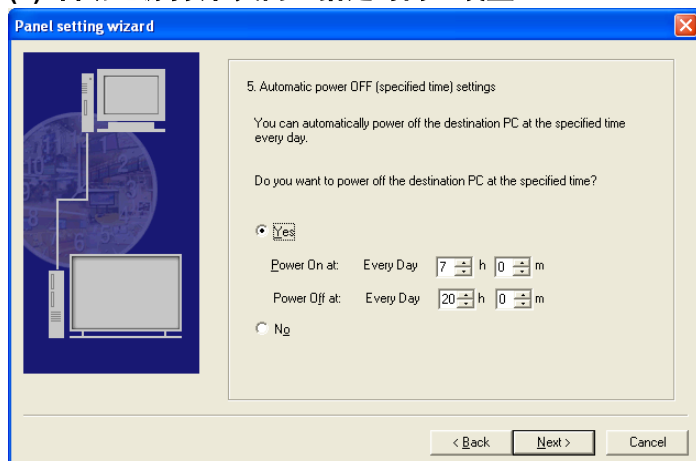 Panel setting wizard
5. Automatic power OFF (specified time) settings
You can automatically power off the destination PC at the specified time
every day.
Do you want to power off the destination PC at the specified time?
Yes
Power On at: Every Day 7 h 0 m
Power Off at: Every Day 20 h 0 m
No
< Back Next > Cancel